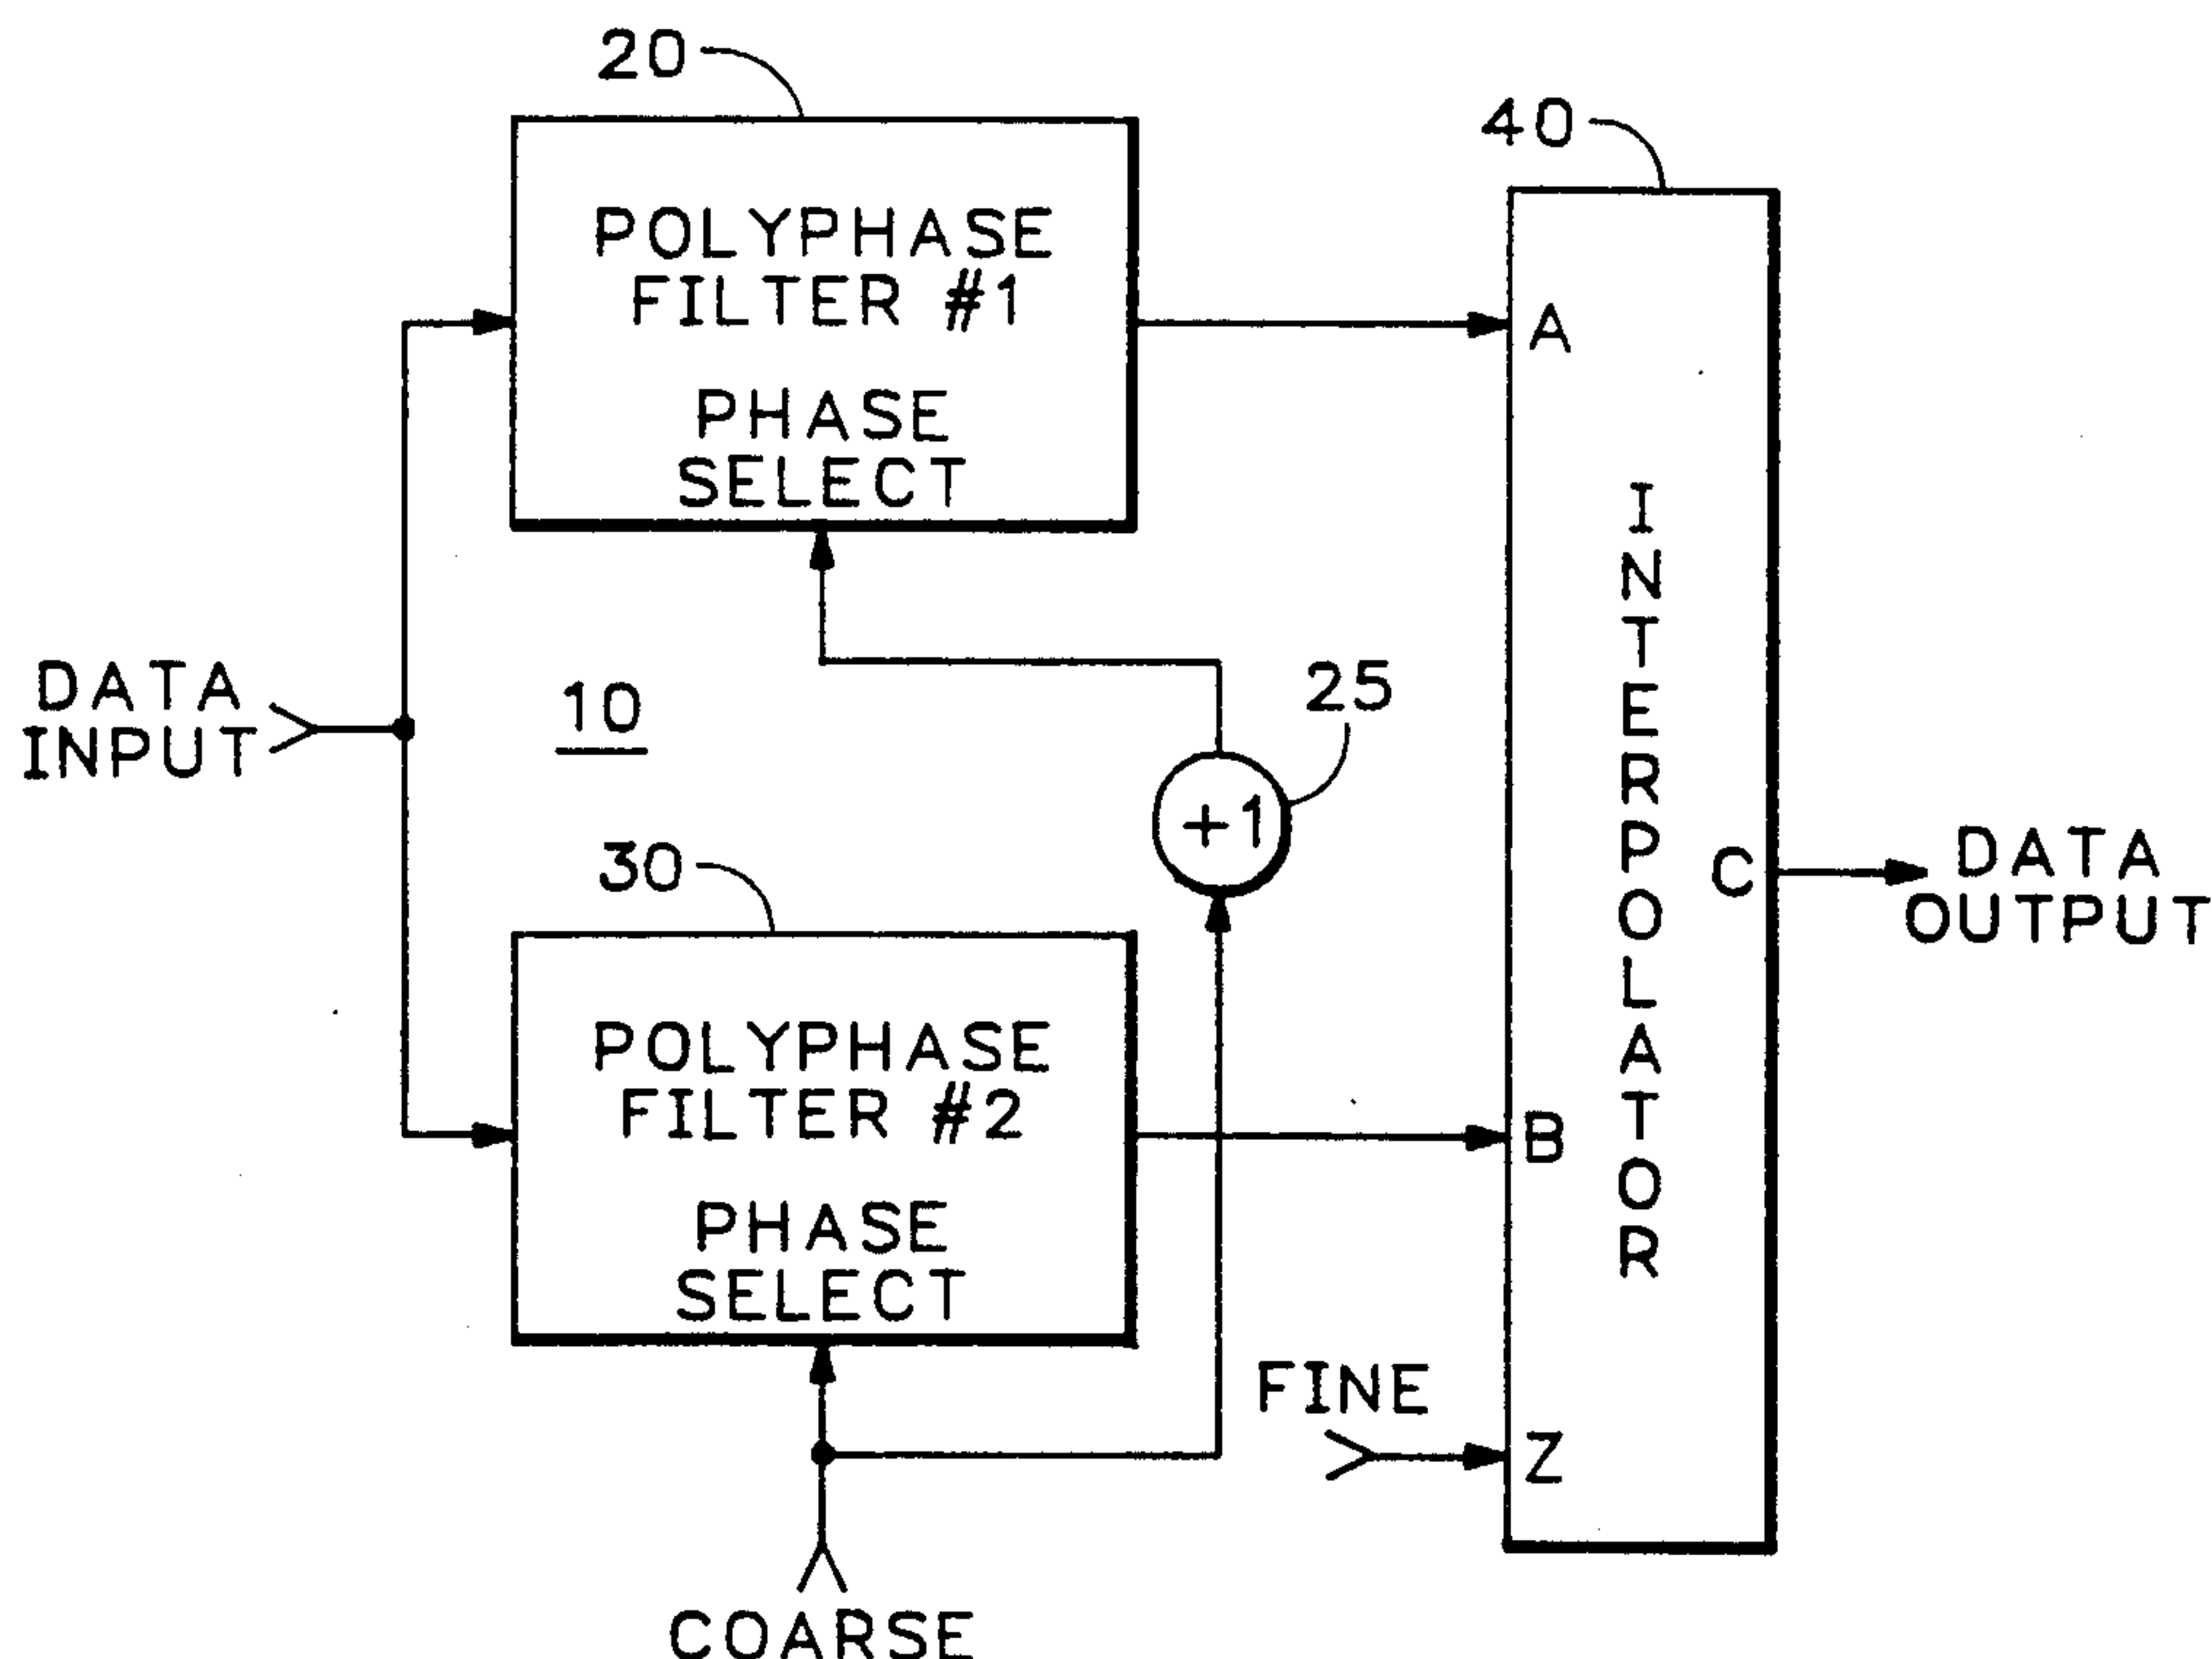 20
40
POLYPHASE
FILTER #1
PHASE
SELECT
A
DATA
INPUT
10
25
+1
INTERPOLATOR
C
DATA
OUTPUT
30
POLYPHASE
FILTER #2
PHASE
SELECT
B
FINE
Z
COARSE